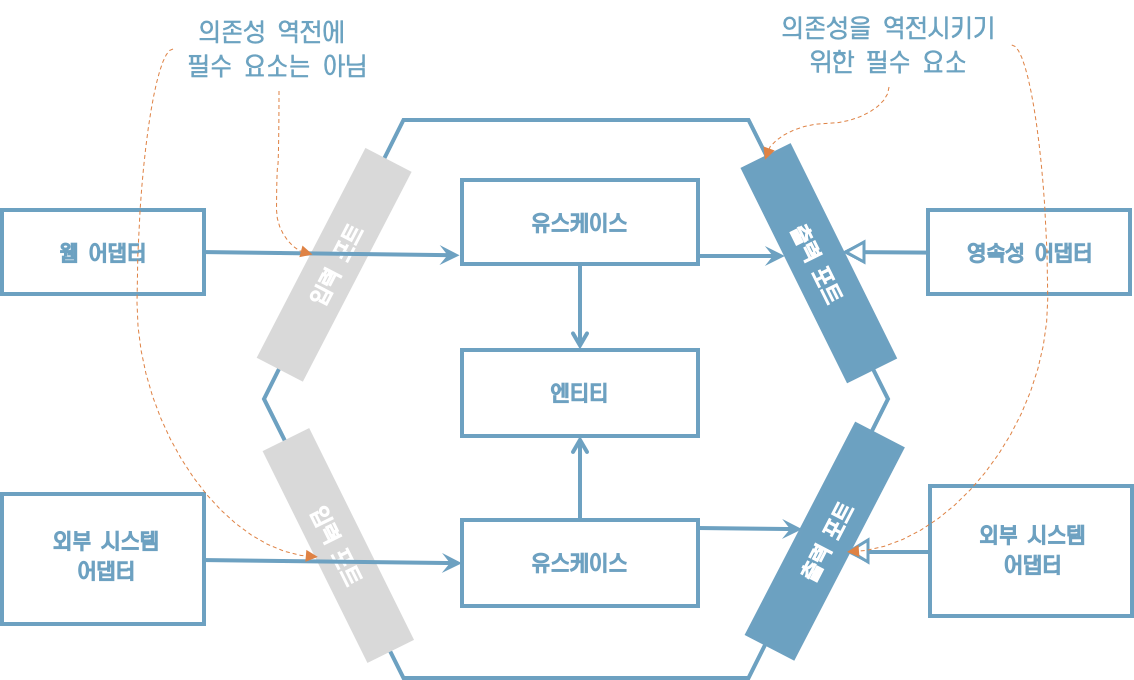 의존성 역전에
필수 요소는 아님
의존성을 역전시키기
위한 필수 요소
유스케이스
웹 어댑터
입력 포트
출력 포트
영속성 어댑터
엔티티
외부 시스템
어댑터
입력 포트
유스케이스
출력 포트
외부 시스템
어댑터